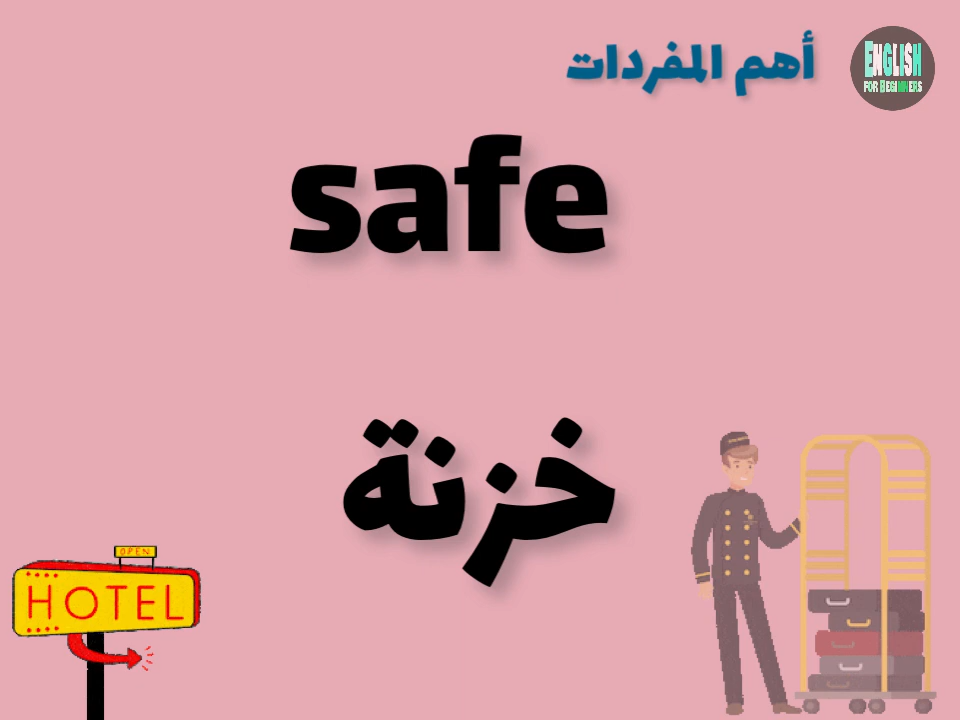 أهم المفردات
ENGLISH
FOR BEGINNERS
safe
خزنة
OPEN
HOTEL